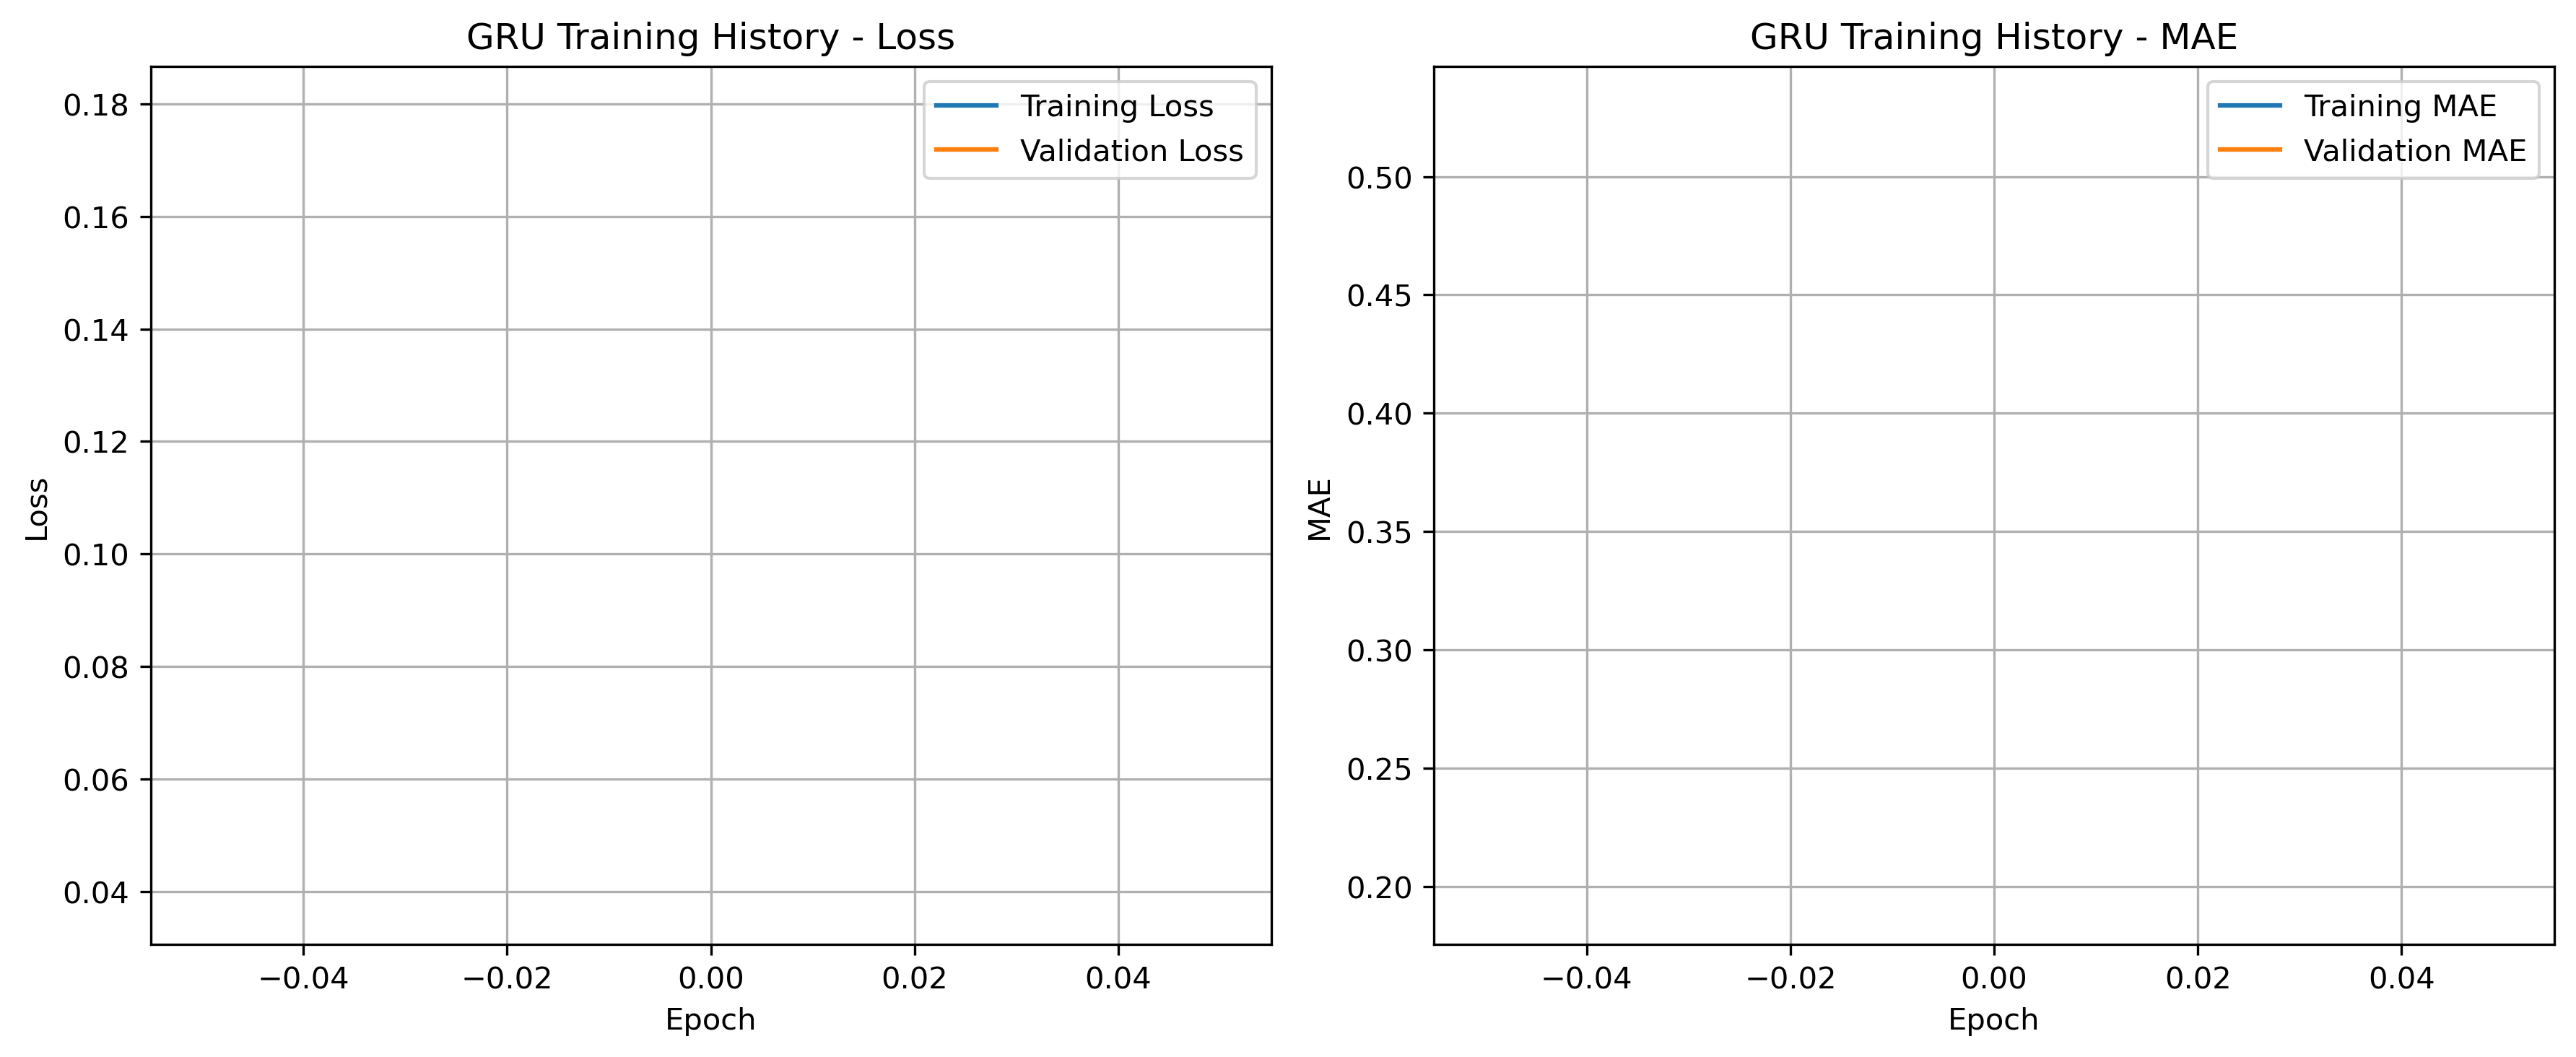 GRU Training History - Loss
Training Loss
Validation Loss
0.18
0.16
0.14
0.12
0.10
0.08
0.06
0.04
Loss
−0.04 −0.02 0.00 0.02 0.04
Epoch
GRU Training History - MAE
Training MAE
Validation MAE
0.50
0.45
0.40
0.35
0.30
0.25
0.20
MAE
−0.04 −0.02 0.00 0.02 0.04
Epoch